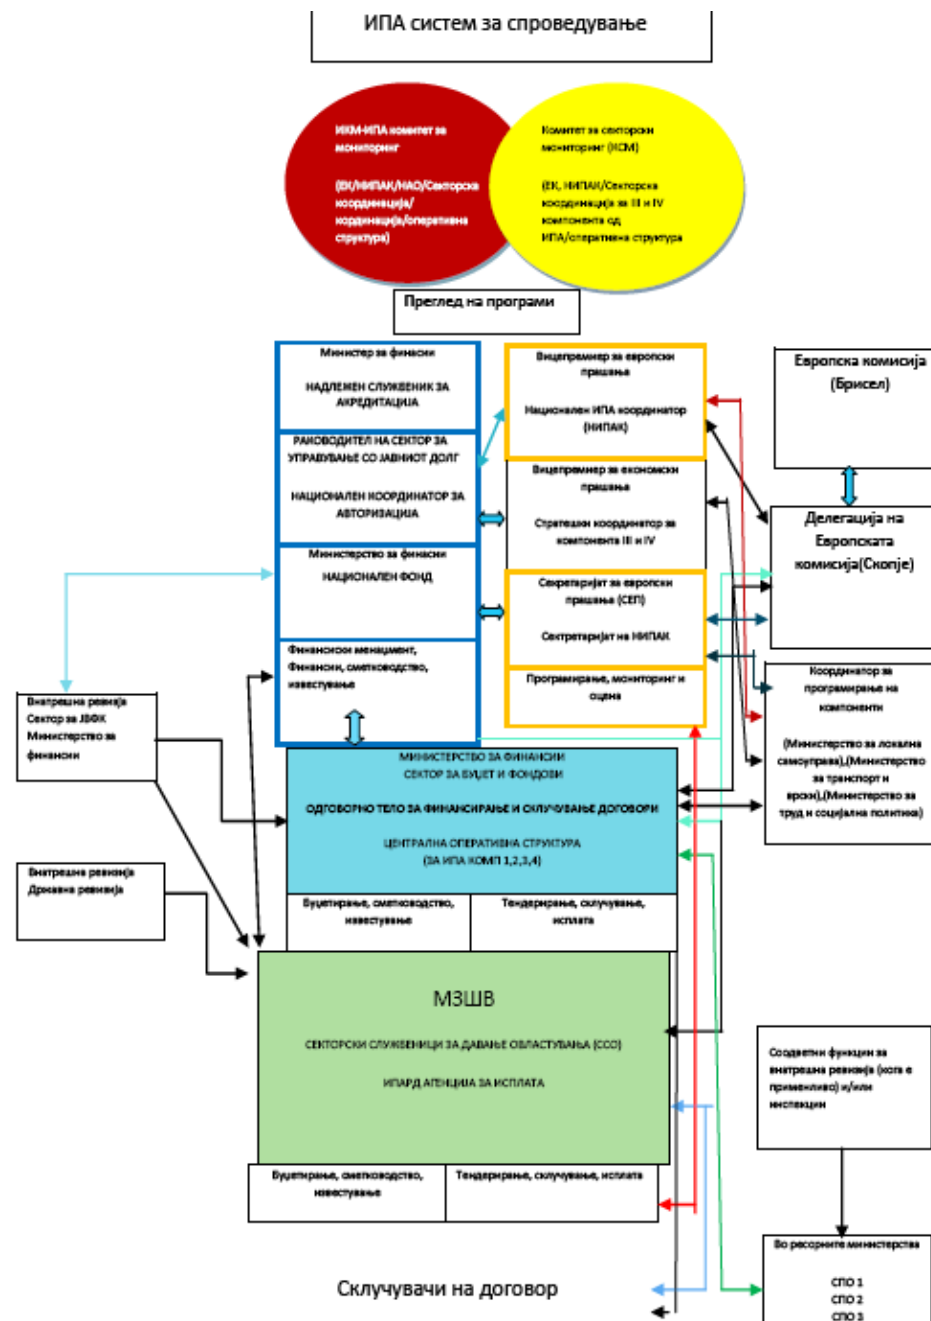 ИПА систем за спроведување
ИКМ-ИПА комитет за
мониторинг
(ЕК/НИПАК/НАО/Секторска
координација/
кординација/оперативна
структура)
Комитет за секторски
мониторинг (КСМ)
(ЕК, НИПАК/Секторска
координација за III и IV
компонента од
ИПА/оперативна структура
Преглед на програми
Министер за финасии
НАДЛЕЖЕН СЛУЖБЕНИК ЗА
АКРЕДИТАЦИЈА
РАКОВОДИТЕЛ НА СЕКТОР ЗА
УПРАВУВАЊЕ СО ЈАВНИОТ ДОЛГ
НАЦИОНАЛЕН КООРДИНАТОР ЗА
АВТОРИЗАЦИЈА
Министерство за финасии
НАЦИОНАЛЕН ФОНД
Финансиски менаџмент,
Финансии, сметководство,
известување
Вицепремиер за европски
прашања
Национален ИПА координатор
(НИПАК)
Вицепремиер за економски
прашања
Стратешки координатор за
компонента III и IV
Секретаријат за европски
прашања (СЕП)
Сектретаријат на НИПАК
Програмирање, мониторинг и
оцена
Европска комисија
(Брисел)
Делегација на
Европската
комисија(Скопје)
Координатор за
програмирање на
компоненти
(Министерство за локална
самоуправа),(Министерство
за транспорт и
врски),(Министерство за
труд и социјална политика)
Внатрешна ревија
Сектор за ЈВФК
Министерство за
финансии
МИНИСТЕРСТВО ЗА ФИНАНСИИ
СЕКТОР ЗА БУЏЕТ И ФОНДОВИ
ОДГОВОРНО ТЕЛО ЗА ФИНАНСИРАЊЕ И СКЛУЧУВАЊЕ ДОГОВОРИ
ЦЕНТРАЛНА ОПЕРАТИВНА СТРУКТУРА
(ЗА ИПА КОМП 1,2,3,4)
Внатрешна ревизија
Државна ревизија
Буџетирање, сметководство,
известување
Тендерирање, склучување,
исплата
МЗШВ
СЕКТОРСКИ СЛУЖБЕНИЦИ ЗА ДАВАЊЕ ОВЛАСТУВАЊА (ССО)
ИПАРД АГЕНЦИЈА ЗА ИСПЛАТА
Соодветни функции за
внатрешна ревизија (кога е
применливо) и/или
инспекции
Буџетирање, сметководство,
известување
Тендерирање, склучување, исплата
Во ресорните министерства
СПО 1
СПО 2
СПО 3
Склучувачи на договор